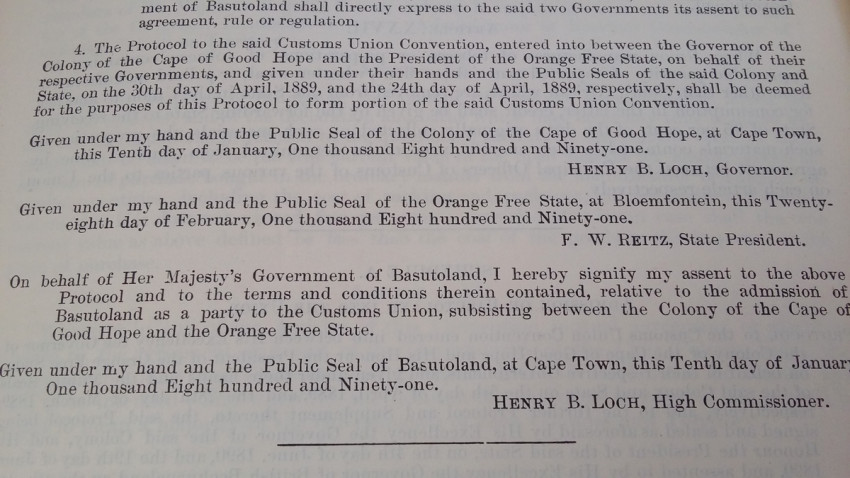 ment of Basutoland shall directly express to the said two Governments its assent to such
agreement, rule or regulation.
4. The Protocol to the said Customs Union Convention, entered into between the Governor of the
Colony of the Cape of Good Hope and the President of the Orange Free State, on behalf of their
respective Governments, and given under their hands and the Public Seals of the said Colony and
State, on the 30th day of April, 1889, and the 24th day of April, 1889, respectively, shall be deemed
for the purposes of this Protocol to form portion of the said Customs Union Convention.
Given under my hand and the Public Seal of the Colony of the Cape of Good Hope, at Cape Town,
this Tenth day of January, One thousand Eight hundred and Ninety-one.
HENRY B. LOCH, Governor.
Given under my hand and the Public Seal of the Orange Free State, at Bloemfontein, this Twenty-
eighth day of February, One thousand Eight hundred and Ninety-one.
F. W. REITZ, State President.
On behalf of Her Majesty's Government of Basutoland, I hereby signify my assent to the above
Protocol and to the terms and conditions therein contained, relative to the admission of
Basutoland as a party to the Customs Union, subsisting between the Colony of the Cape of
Good Hope and the Orange Free State.
Given under my hand and the Public Seal of Basutoland, at Cape Town, this Tenth day of Januar
One thousand Eight hundred and Ninety-one.
HENRY B. LOCH, High Commissioner.